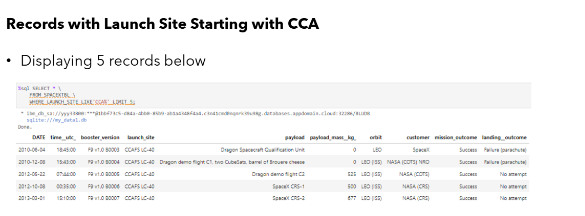 Records with Launch Site Starting with CCA
• Displaying 5 records below
%sql SELECT * \
FROM SPACEXTBL \
WHERE LAUNCH_SITE LIKE'CCA%' LIMIT 5;
sqlite:///my_data1.db
Done.
DATE time_utc_ booster_version launch_site payload payload_mass_kg_ orbit customer mission_outcome landing_outcome
2010-06-04 18:45:00 F9 v1.0 B0003 CCAFS LC-40 Dragon Spacecraft Qualification Unit 0 LEO SpaceX Success Failure (parachute)
2010-12-08 15:43:00 F9 v1.0 B0004 CCAFS LC-40 Dragon demo flight C1, two CubeSats, barrel of Brouere cheese 0 LEO (ISS) NASA (COTS) NRO Success Failure (parachute)
2012-05-22 07:44:00 F9 v1.0 B0005 CCAFS LC-40 Dragon demo flight C2 525 LEO (ISS) NASA (COTS) Success No attempt
2012-10-08 00:35:00 F9 v1.0 B0006 CCAFS LC-40 SpaceX CRS-1 500 LEO (ISS) NASA (CRS) Success No attempt
2013-03-01 15:10:00 F9 v1.0 B0007 CCAFS LC-40 SpaceX CRS-2 677 LEO (ISS) NASA (CRS) Success No attempt